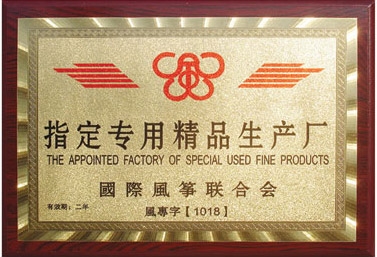 指定专用精品生产厂
THE APPOINTED FACTORY OF SPECIAL USED FINE PRODUCTS
國際風筝联合会
有效期：二年
風專字【1018】